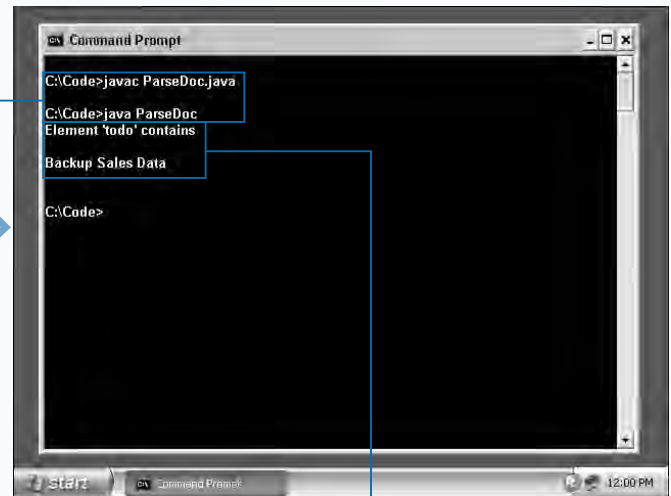 Command Prompt
C:\Code>javac ParseDoc.java
C:\Code>java ParseDoc
Element 'todo' contains
Backup Sales Data
C:\Code>
start
Command Prompt
12:00 PM